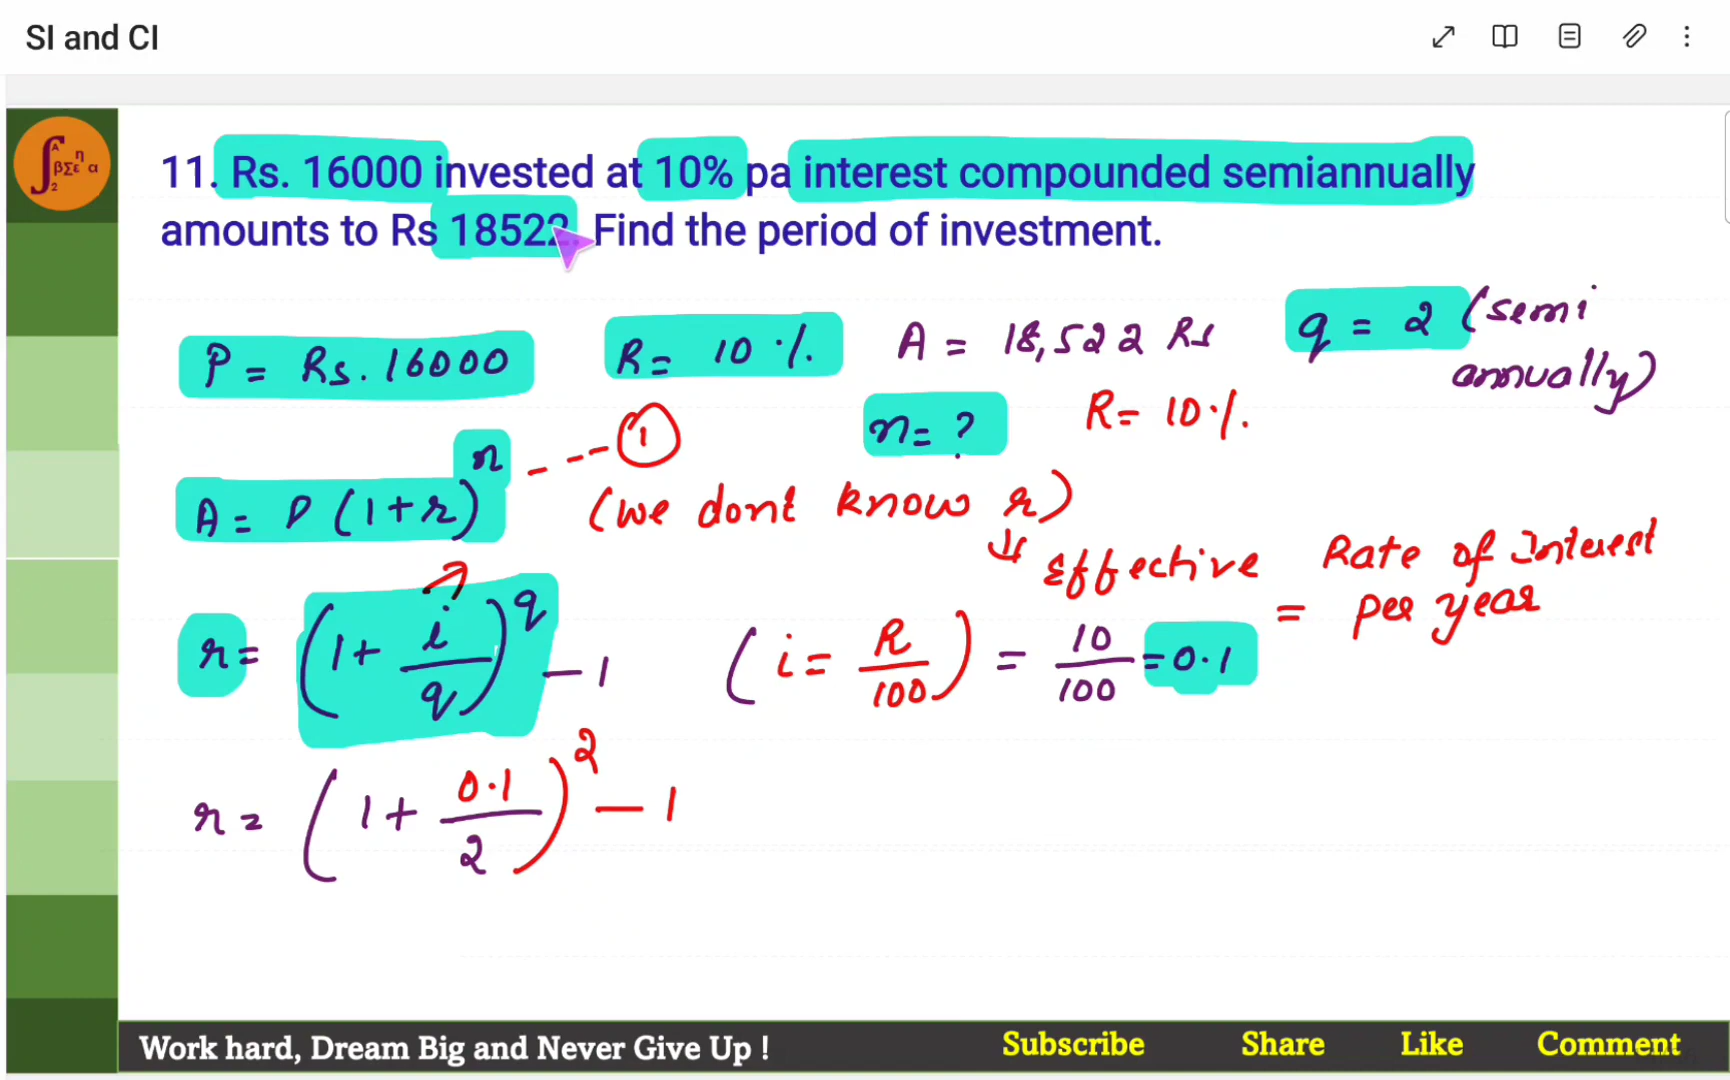 SI and CI
11. Rs. 16000 invested at 10% pa interest compounded semiannually
amounts to Rs 18522. Find the period of investment.
P = Rs. 16000 R = 10 % A = 18,522 Rs q = 2 (semi
annually)
n = ? R = 10 %
A = P (1+r)^n ---- ①
(we dont know r)
↓ Effective = Rate of Interest
per year
r = (1 + i/q)^q - 1 (i = R/100) = 10/100 = 0.1
r = (1 + 0.1/2)^2 - 1
Work hard, Dream Big and Never Give Up ! Subscribe Share Like Comment